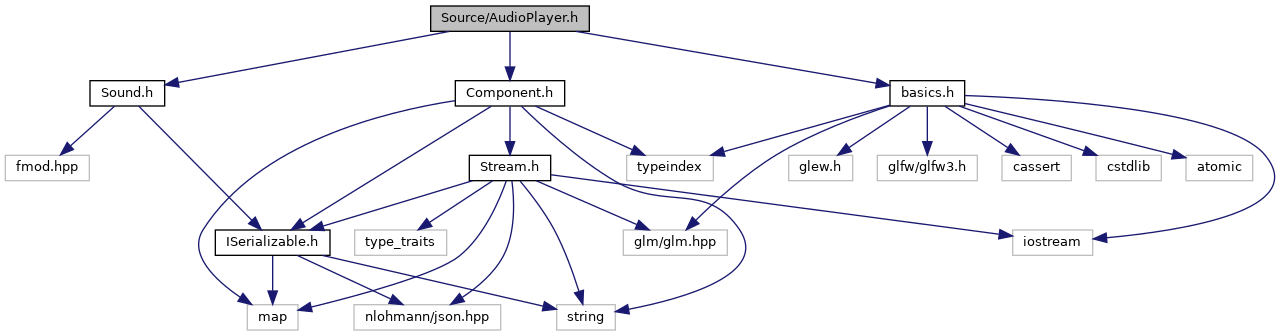 Source/AudioPlayer.h
Sound.h
Component.h
basics.h
fmod.hpp
Stream.h
typeindex
glew.h
glfw/glfw3.h
cassert
cstdlib
atomic
ISerializable.h
type_traits
glm/glm.hpp
iostream
map
nlohmann/json.hpp
string